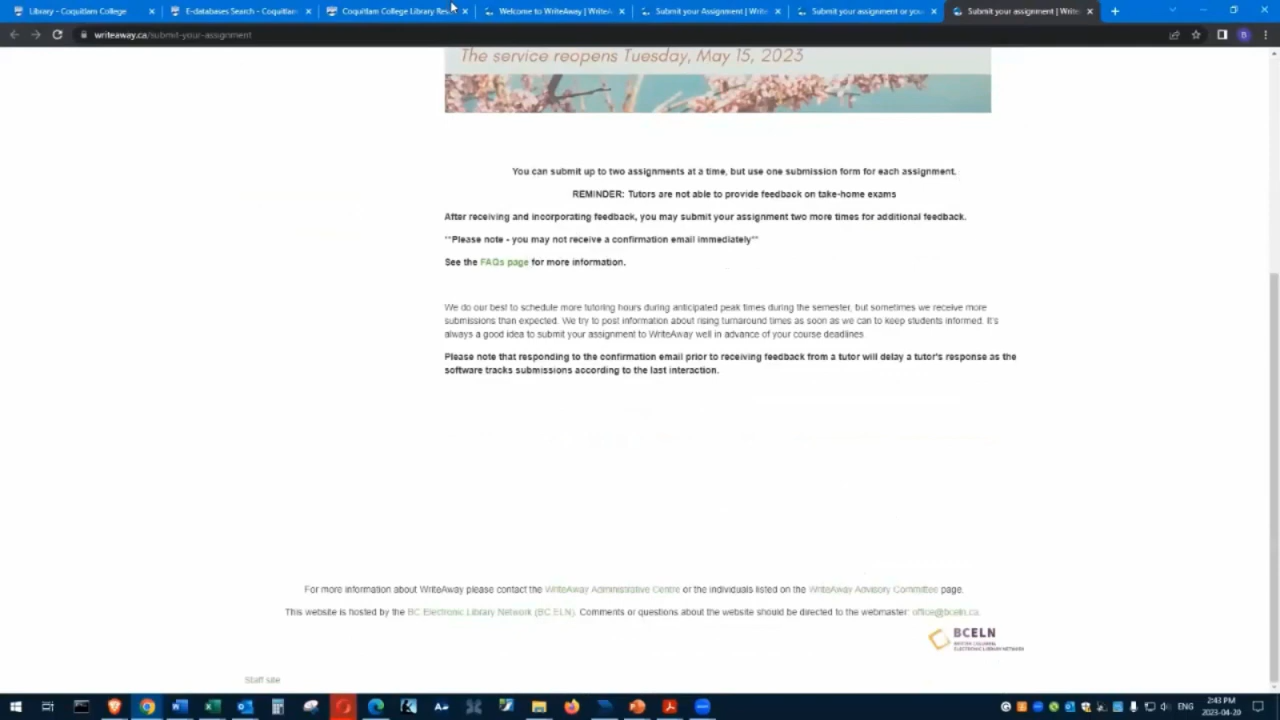 Library - Coquitlam College
E-databases Search - Coquitlam
Coquitlam College Library Res
Welcome to WriteAway | WriteA
Submit your Assignment | Write
Submit your assignment or you
Submit your assignment | Write
writeaway.ca/submit-your-assignment
The service reopens Tuesday, May 15, 2023
You can submit up to two assignments at a time, but use one submission form for each assignment.
REMINDER: Tutors are not able to provide feedback on take-home exams
After receiving and incorporating feedback, you may submit your assignment two more times for additional feedback.
**Please note - you may not receive a confirmation email immediately**
See the FAQs page for more information.
We do our best to schedule more tutoring hours during anticipated peak times during the semester, but sometimes we receive more
submissions than expected. We try to post information about rising turnaround times as soon as we can to keep students informed. It's
always a good idea to submit your assignment to WriteAway well in advance of your course deadlines.
Please note that responding to the confirmation email prior to receiving feedback from a tutor will delay a tutor's response as the
software tracks submissions according to the last interaction.
For more information about WriteAway please contact the WriteAway Administrative Centre or the individuals listed on the WriteAway Advisory Committee page.
This website is hosted by the BC Electronic Library Network (BC ELN). Comments or questions about the website should be directed to the webmaster: office@bceln.ca.
BCELN
BRITISH COLUMBIA
ELECTRONIC LIBRARY NETWORK
Staff site
ENG
2:43 PM
2023-04-20